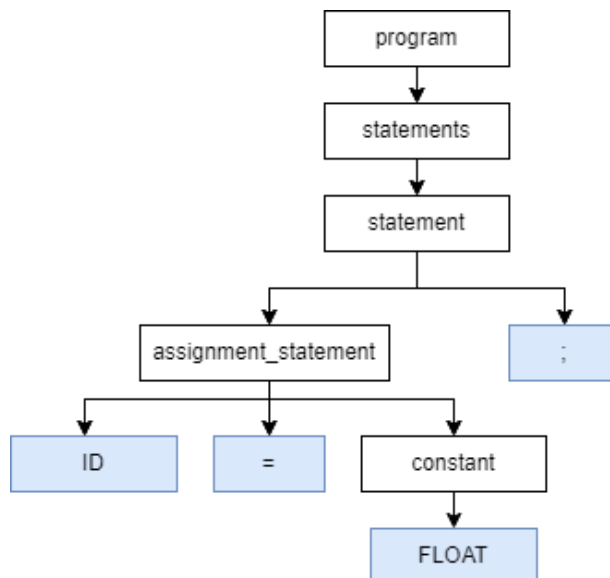 program
statements
statement
assignment_statement
;
ID
=
constant
FLOAT